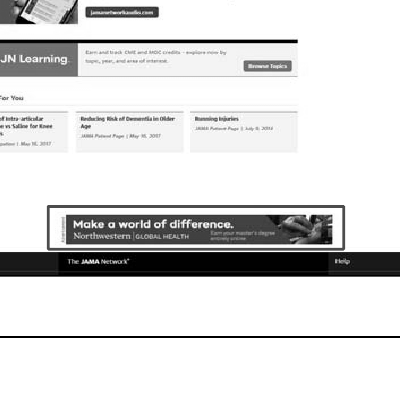 jamanetworkaudio.com
JN Learning.
Earn and track CME and MOC credits – explore now by
topic, year, and area of interest.
Browse Topics
For You
of Intra-articular
e vs Saline for Knee
May 16, 2017
Reducing Risk of Dementia in Older
Age
JAMA Patient Page | May 16, 2017
Running Injuries
JAMA Patient Page | July 9, 2014
Advertisement
Make a world of difference.
Northwestern | GLOBAL HEALTH
Earn your master's degree
entirely online
The JAMA Network®
Help